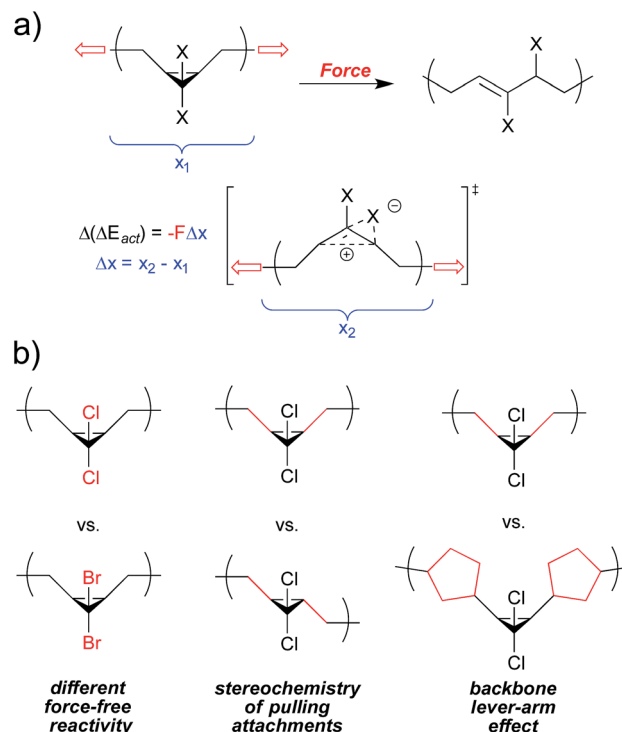 a)
X
X
Force
X
X
x₁
Δ(ΔEact) = -FΔx
Δx = x₂ - x₁
X
X
⊖
⊕
‡
x₂
b)
Cl
Cl
Cl
Cl
Cl
Cl
vs.
vs.
vs.
Br
Br
Cl
Cl
Cl
Cl
different
force-free
reactivity
stereochemistry
of pulling
attachments
backbone
lever-arm
effect